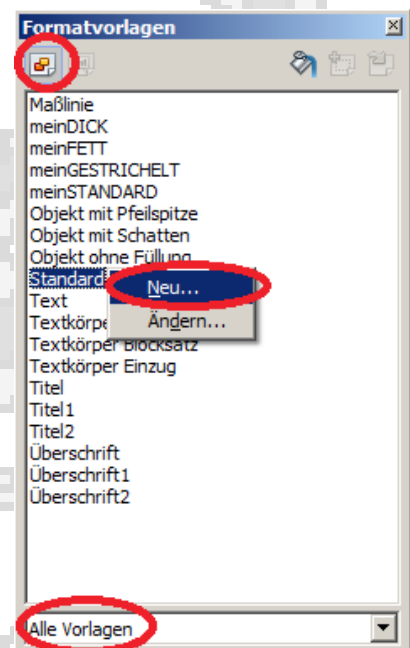 Formatvorlagen
Maßlinie
meinDICK
meinFETT
meinGESTRICHELT
meinSTANDARD
Objekt mit Pfeilspitze
Objekt mit Schatten
Objekt ohne Füllung
Standard
Neu...
Text
Textkörpe
Ändern...
Textkörper Blocksatz
Textkörper Einzug
Titel
Titel1
Titel2
Überschrift
Überschrift1
Überschrift2
Alle Vorlagen